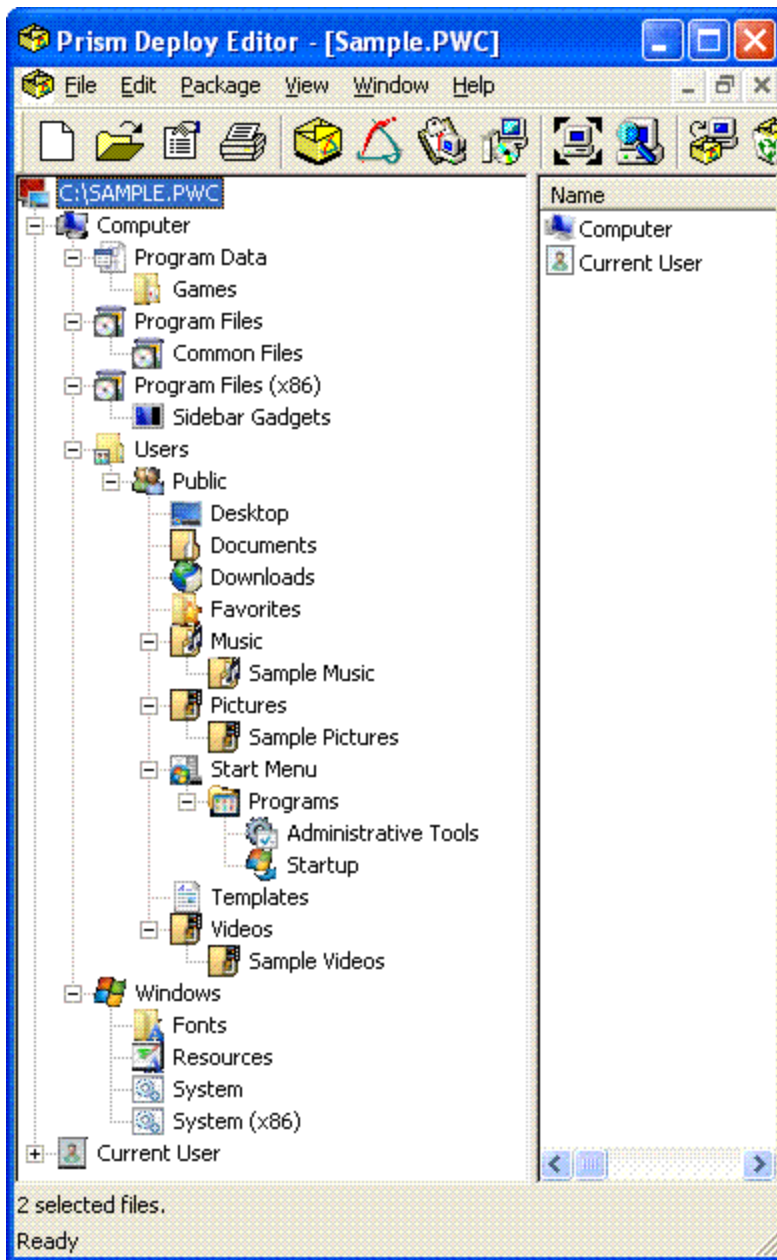 Prism Deploy Editor - [Sample.PWC]
File Edit Package View Window Help
C:\SAMPLE.PWC
Computer
Program Data
Games
Program Files
Common Files
Program Files (x86)
Sidebar Gadgets
Users
Public
Desktop
Documents
Downloads
Favorites
Music
Sample Music
Pictures
Sample Pictures
Start Menu
Programs
Administrative Tools
Startup
Templates
Videos
Sample Videos
Windows
Fonts
Resources
System
System (x86)
Current User
Name
Computer
Current User
2 selected files.
Ready